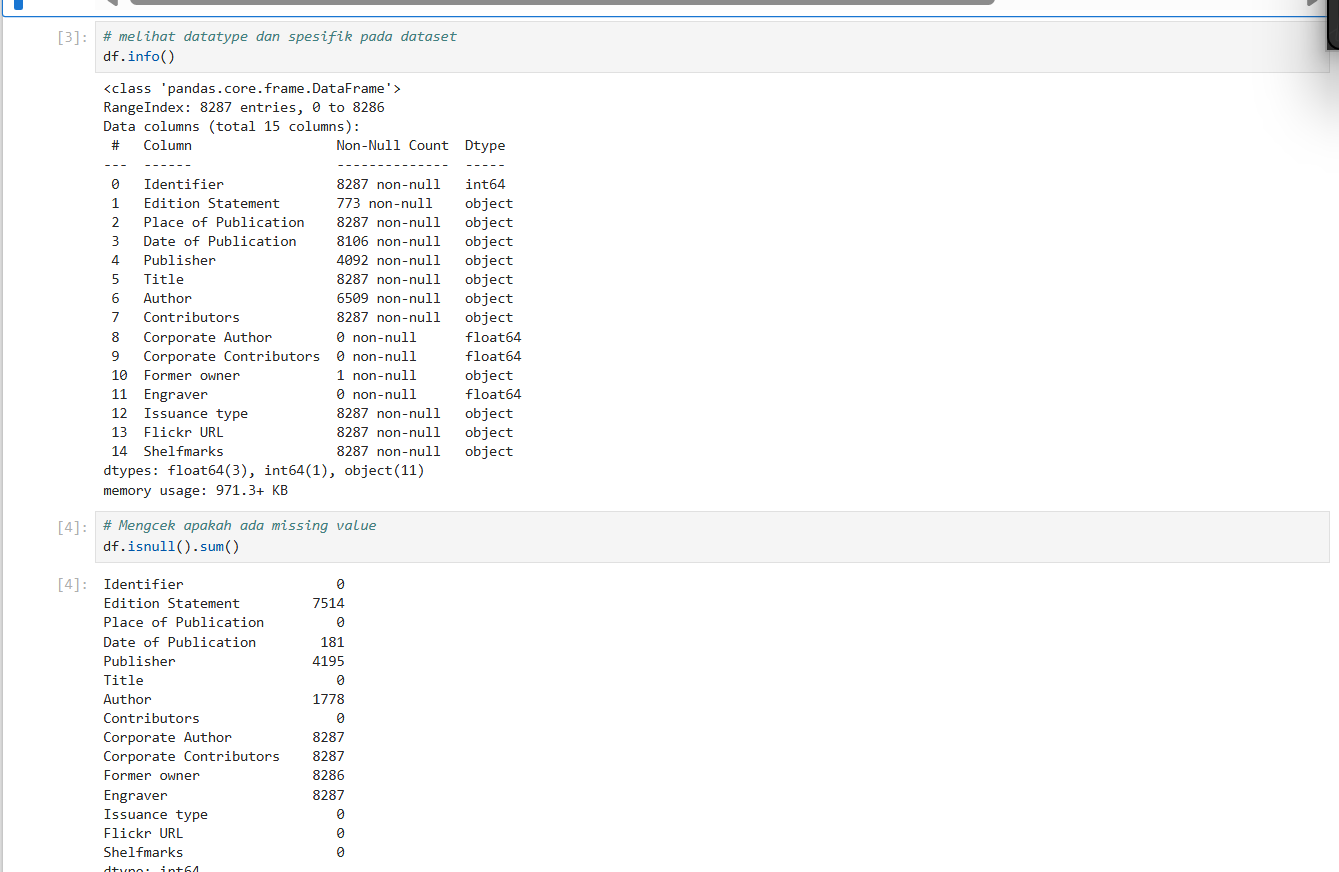 [3]: # melihat datatype dan spesifik pada dataset
df.info()
<class 'pandas.core.frame.DataFrame'>
RangeIndex: 8287 entries, 0 to 8286
Data columns (total 15 columns):
#   Column                  Non-Null Count  Dtype
---  ------                  --------------  -----
0   Identifier              8287 non-null   int64
1   Edition Statement       773 non-null    object
2   Place of Publication    8287 non-null   object
3   Date of Publication     8106 non-null   object
4   Publisher               4092 non-null   object
5   Title                   8287 non-null   object
6   Author                  6509 non-null   object
7   Contributors            8287 non-null   object
8   Corporate Author        0 non-null      float64
9   Corporate Contributors  0 non-null      float64
10  Former owner            1 non-null      object
11  Engraver                0 non-null      float64
12  Issuance type           8287 non-null   object
13  Flickr URL              8287 non-null   object
14  Shelfmarks              8287 non-null   object
dtypes: float64(3), int64(1), object(11)
memory usage: 971.3+ KB
[4]: # Mengcek apakah ada missing value
df.isnull().sum()
[4]: Identifier                   0
Edition Statement         7514
Place of Publication         0
Date of Publication        181
Publisher                 4195
Title                        0
Author                    1778
Contributors                 0
Corporate Author          8287
Corporate Contributors    8287
Former owner              8286
Engraver                  8287
Issuance type                0
Flickr URL                   0
Shelfmarks                   0
dtype: int64